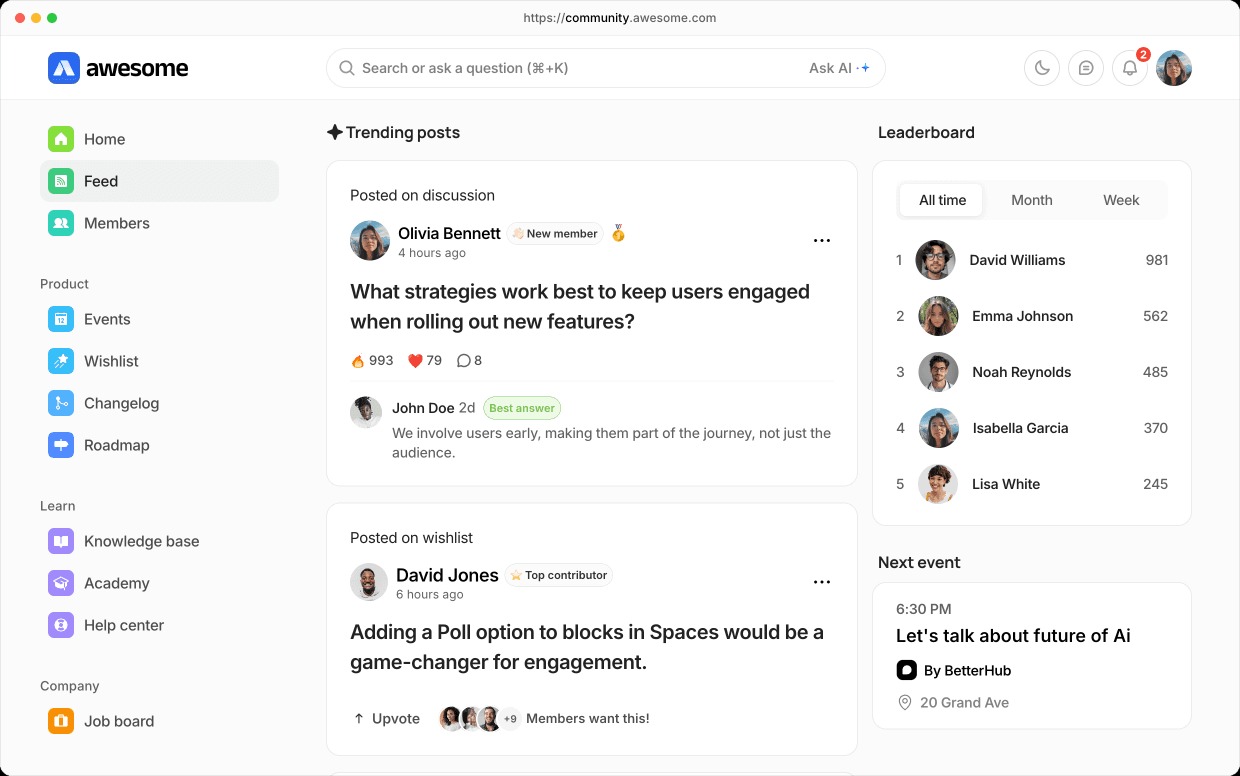 https://community.awesome.com
awesome
Search or ask a question (⌘+K)
Ask AI
2
Home
Feed
Members
Product
12
Events
Wishlist
Changelog
Roadmap
Learn
Knowledge base
Academy
Help center
Company
Job board
Trending posts
Posted on discussion
Olivia Bennett
New member
4 hours ago
What strategies work best to keep users engaged
when rolling out new features?
993
79
8
John Doe 2d
Best answer
We involve users early, making them part of the journey, not just the
audience.
Posted on wishlist
David Jones
Top contributor
6 hours ago
Adding a Poll option to blocks in Spaces would be a
game-changer for engagement.
Upvote
+9
Members want this!
Leaderboard
All time
Month
Week
1 David Williams 981
2 Emma Johnson 562
3 Noah Reynolds 485
4 Isabella Garcia 370
5 Lisa White 245
Next event
6:30 PM
Let's talk about future of Ai
By BetterHub
20 Grand Ave